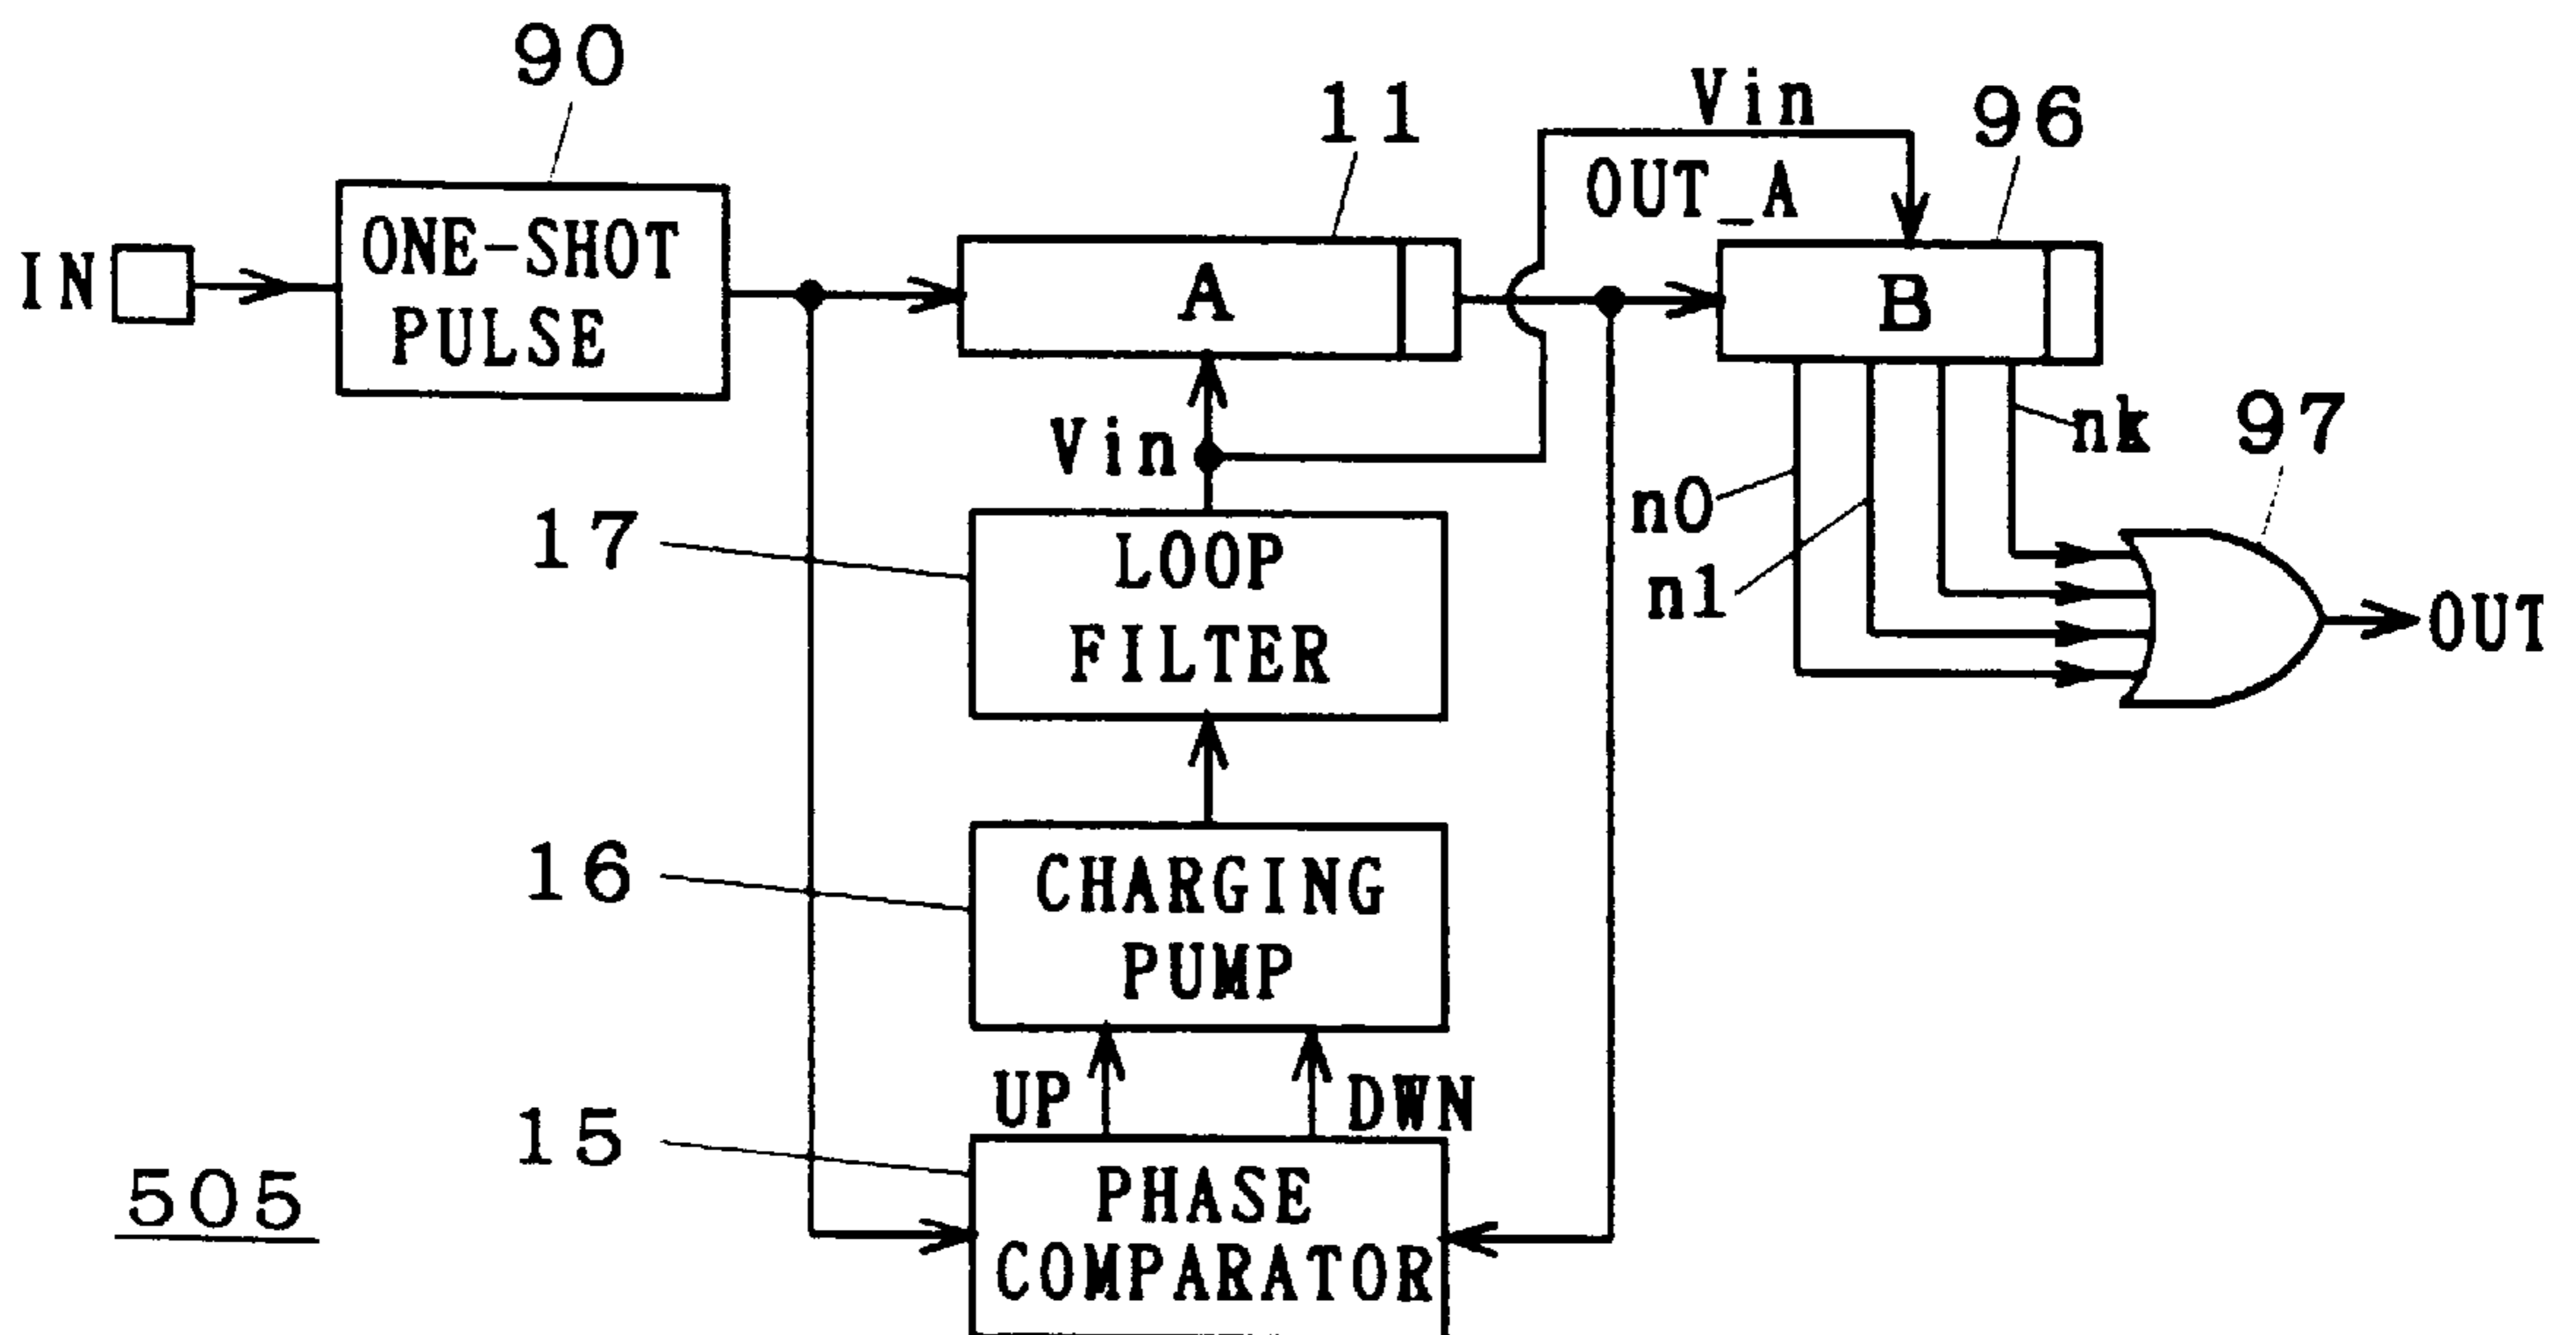 90
11
Vin
96
OUT_A
IN
ONE-SHOT
PULSE
A
B
Vin
nk
97
n0
n1
17
LOOP
FILTER
OUT
16
CHARGING
PUMP
UP
DWN
15
PHASE
COMPARATOR
505